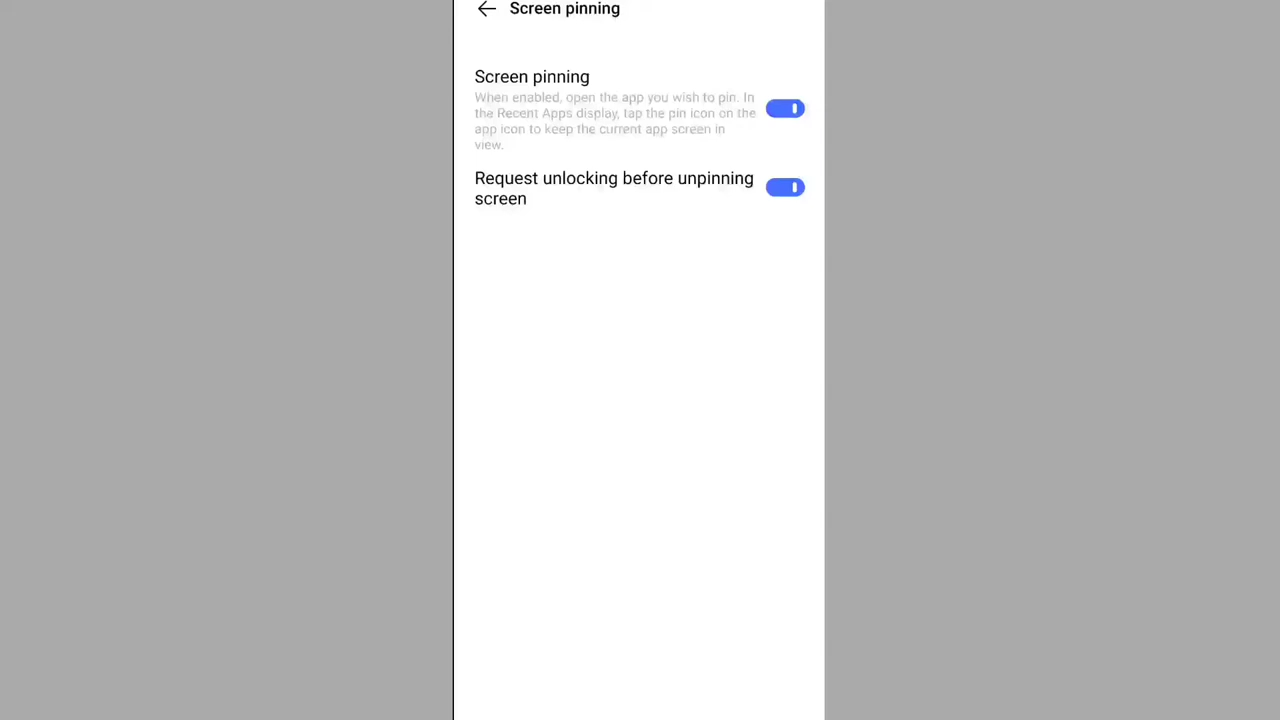 Screen pinning
Screen pinning
When enabled, open the app you wish to pin. In
the Recent Apps display, tap the pin icon on the
app icon to keep the current app screen in
view.
Request unlocking before unpinning
screen